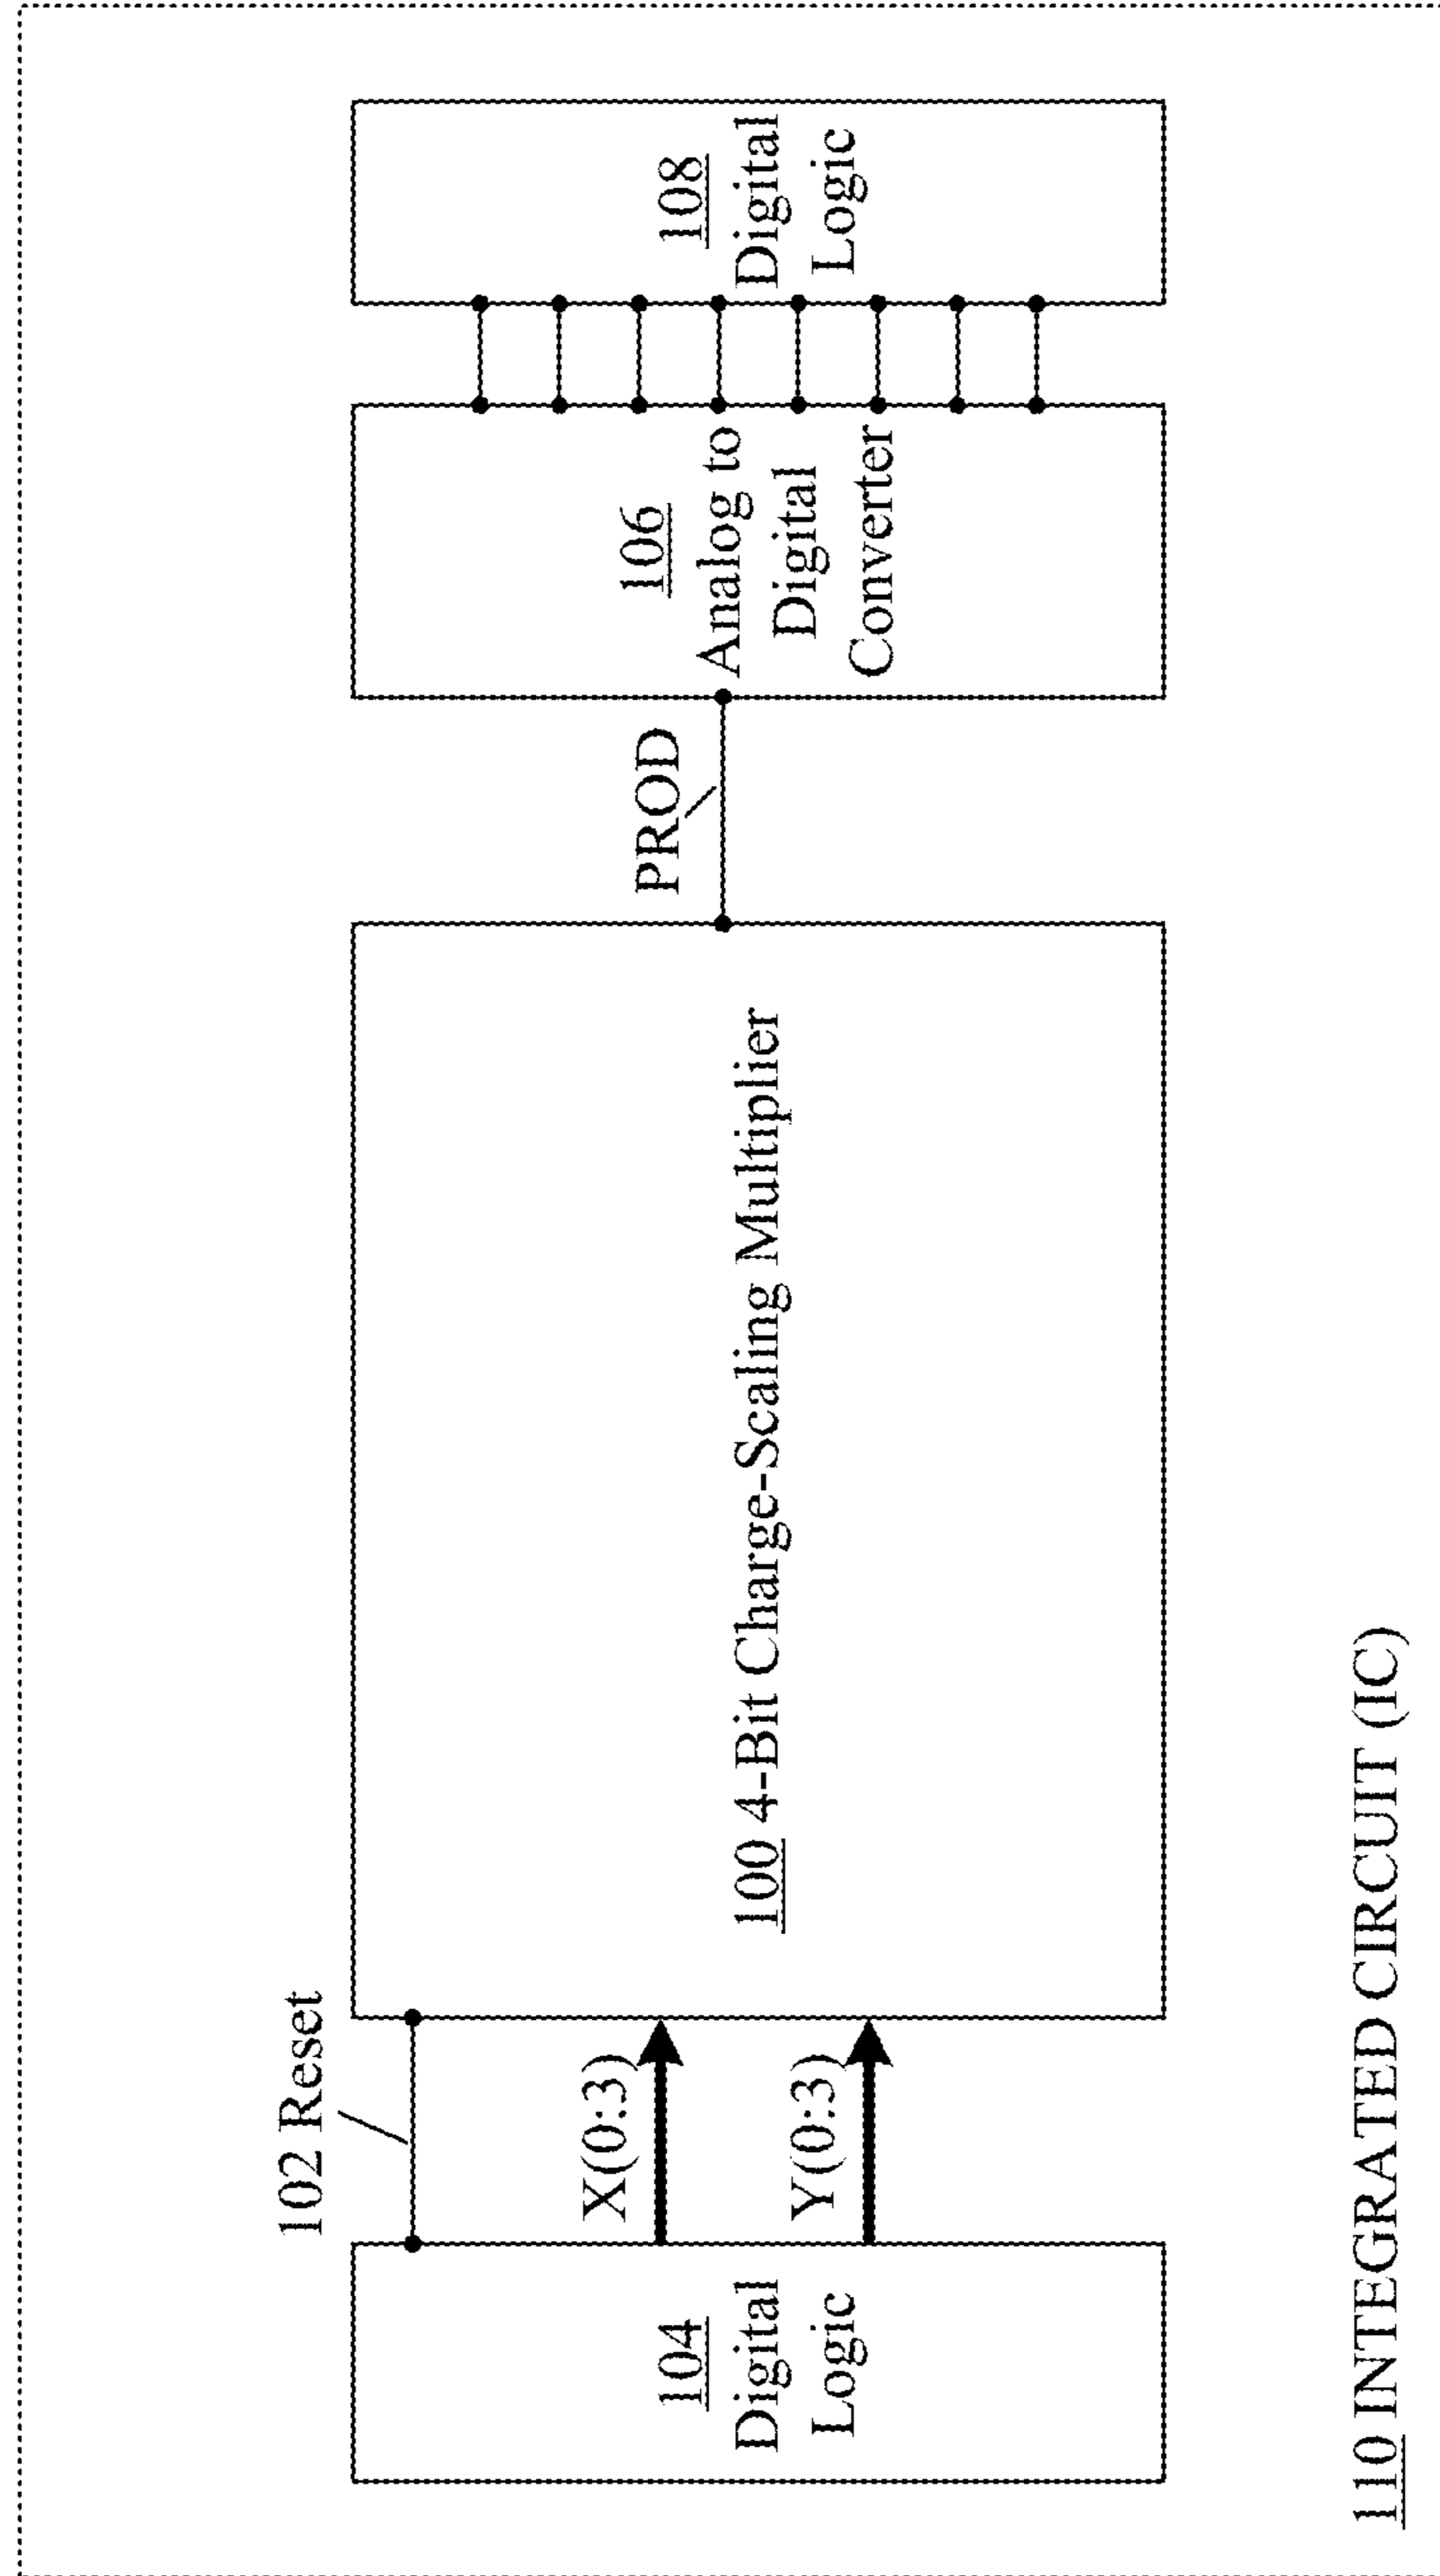 102 Reset
104
Digital
Logic
X(0:3)
Y(0:3)
100 4-Bit Charge-Scaling Multiplier
PROD
106
Analog to
Digital
Converter
108
Digital
Logic
110 INTEGRATED CIRCUIT (IC)